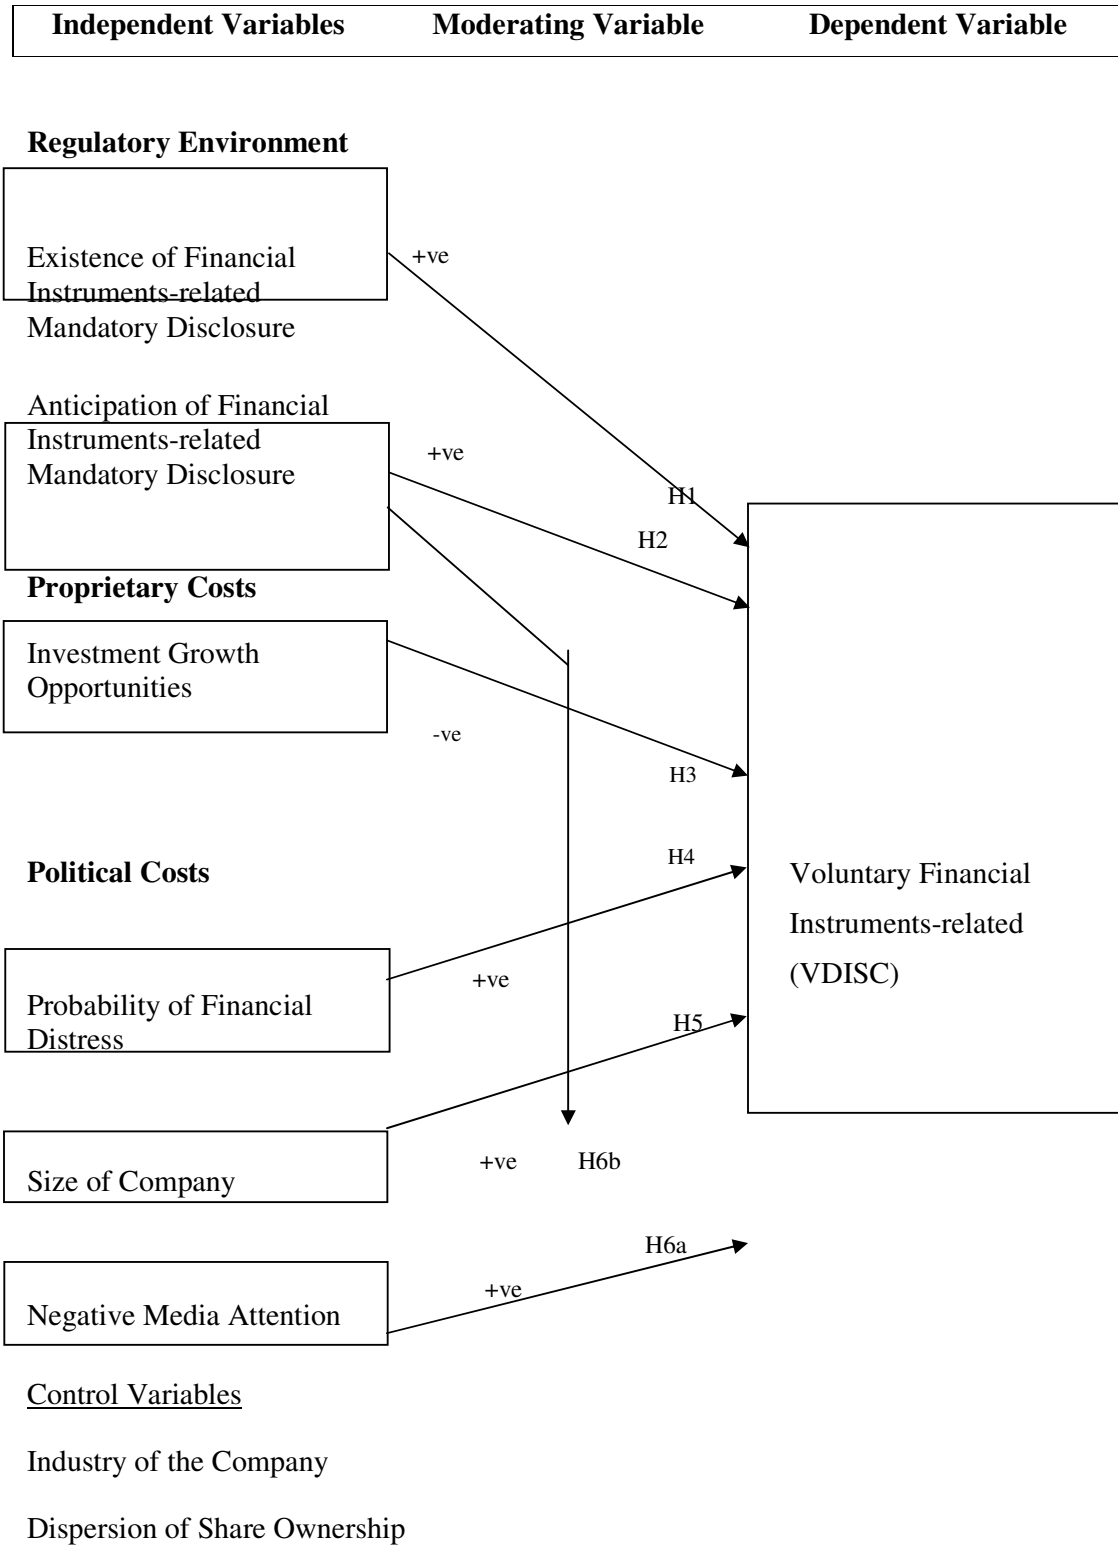 Independent Variables Moderating Variable Dependent Variable
Regulatory Environment
Existence of Financial
Instruments-related
Mandatory Disclosure
+ve
Anticipation of Financial
Instruments-related
Mandatory Disclosure
+ve
H1
H2
Proprietary Costs
Investment Growth
Opportunities
-ve
H3
Political Costs
H4
Voluntary Financial
Instruments-related
(VDISC)
Probability of Financial
Distress
+ve
H5
Size of Company
+ve H6b
H6a
Negative Media Attention
+ve
Control Variables
Industry of the Company
Dispersion of Share Ownership